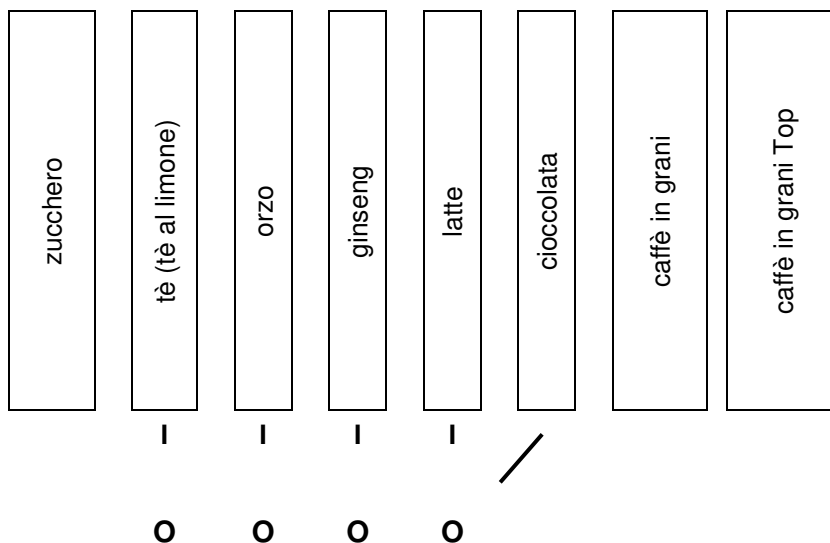 zucchero
tè (tè al limone)
orzo
ginseng
latte
cioccolata
caffè in grani
caffè in grani Top
I I I I
O O O O